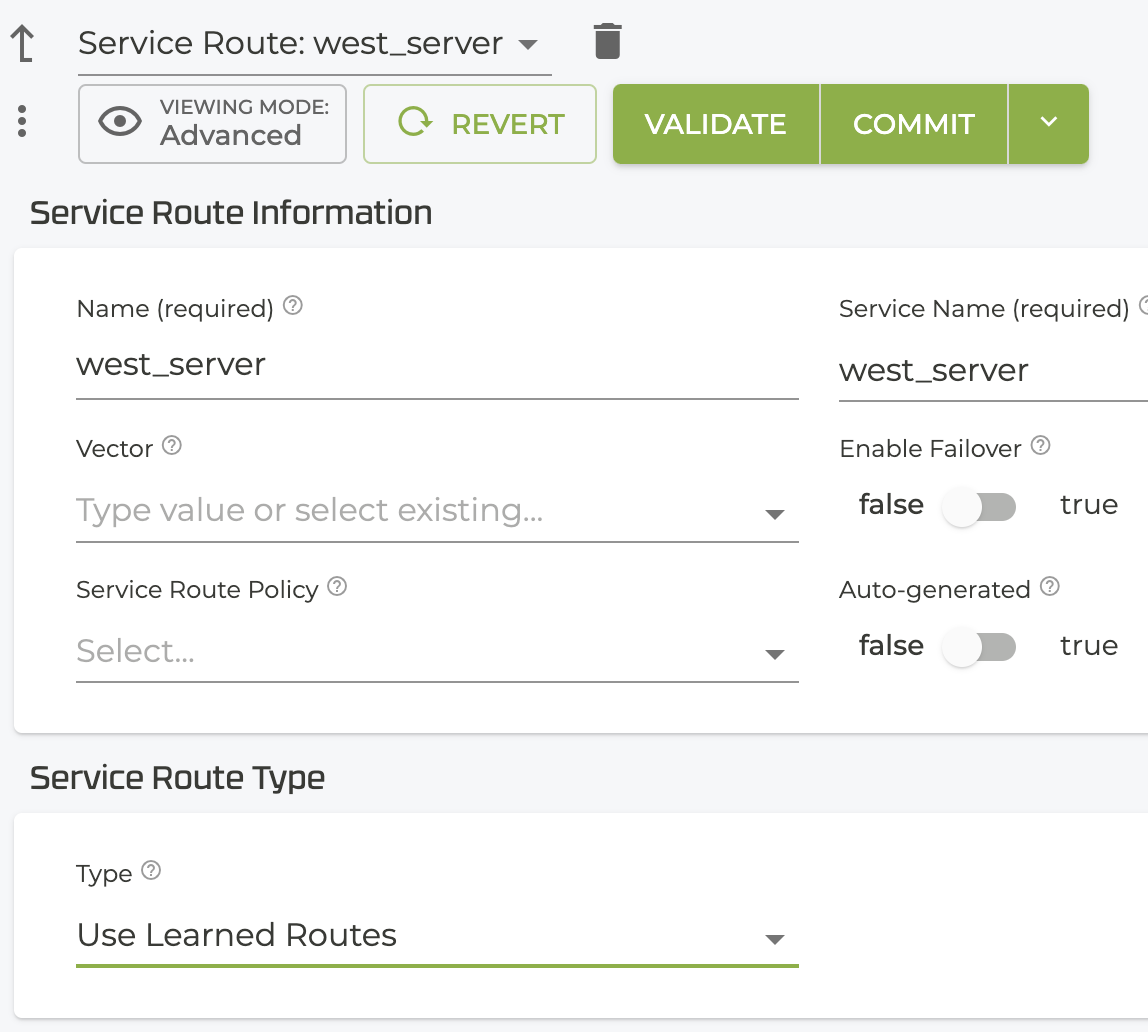 Service Route: west_server
VIEWING MODE:
Advanced
REVERT
VALIDATE
COMMIT
Service Route Information
Name (required)
Service Name (required)
west_server
west_server
Vector
Enable Failover
Type value or select existing...
false true
Service Route Policy
Auto-generated
Select...
false true
Service Route Type
Type
Use Learned Routes